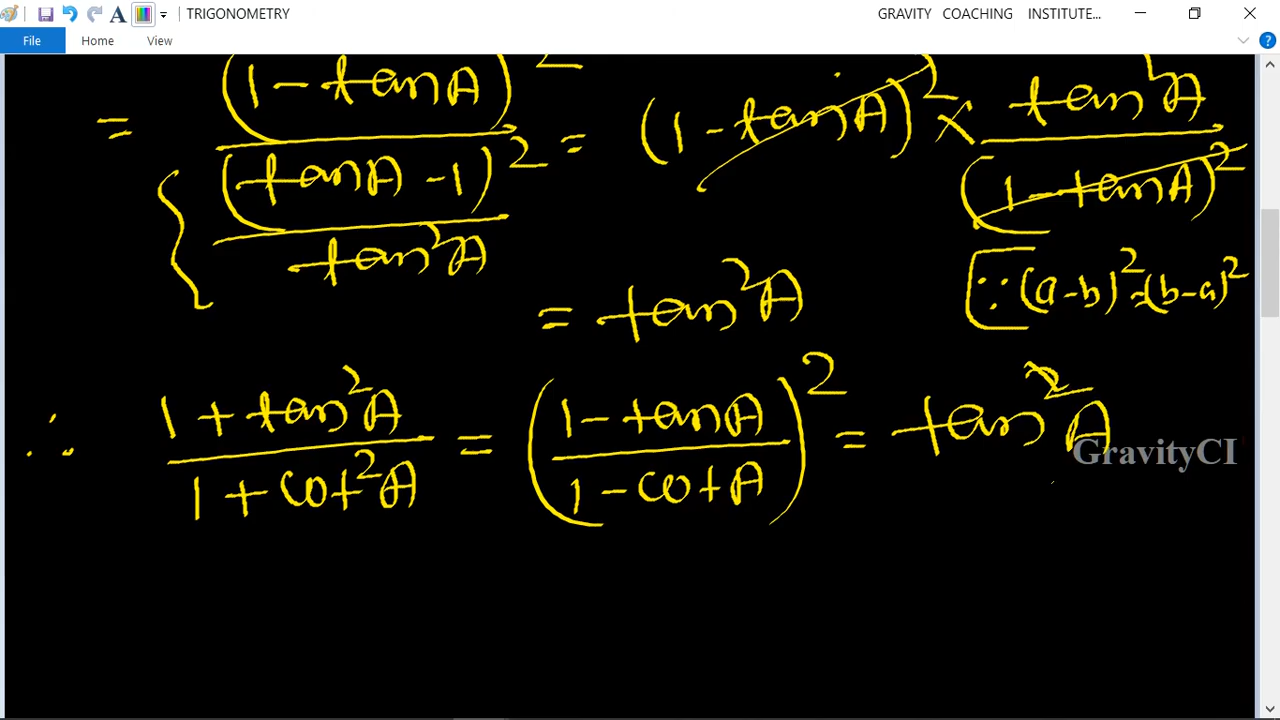 TRIGONOMETRY GRAVITY COACHING INSTITUTE...
File Home View
= (1 - tanA)² / {(tanA - 1)² / tan²A = (1 - tanA)² × tan²A / (1 - tanA)²
= tan²A [∵ (a-b)² = (b-a)²
∴ 1 + tan²A / 1 + cot²A = (1 - tanA / 1 - cotA)² = tan²A
GravityCI